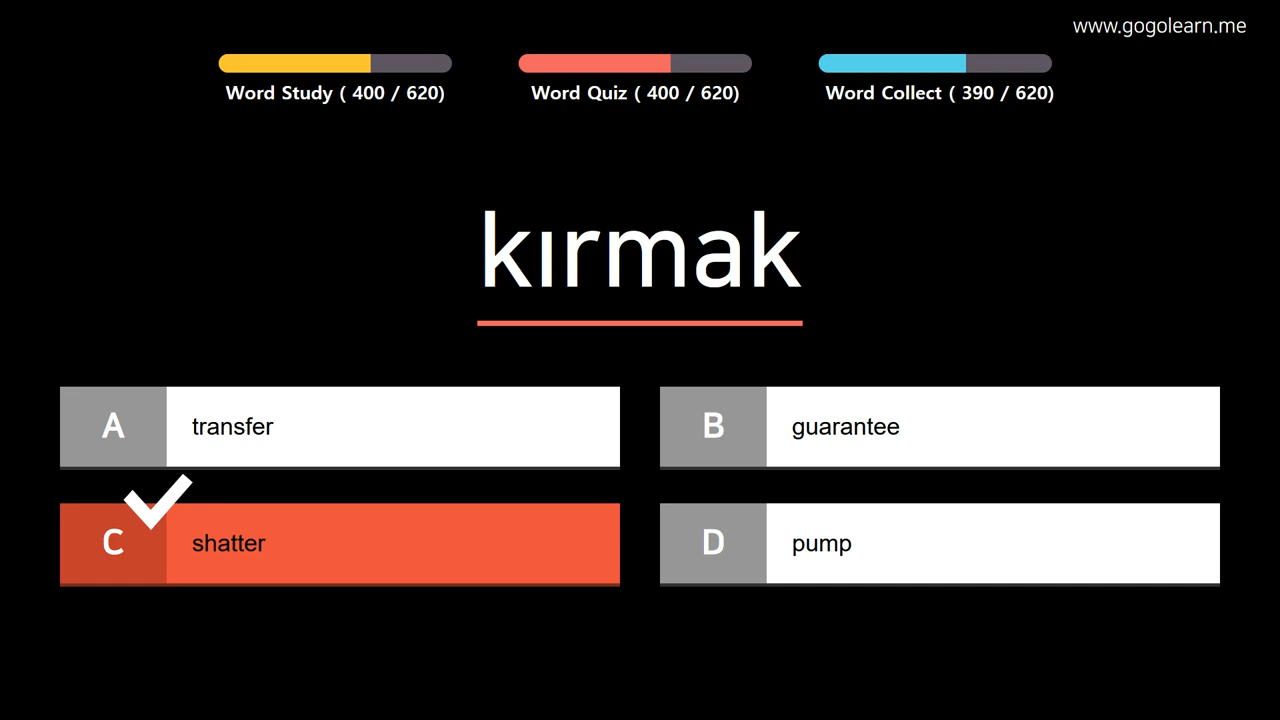 www.gogolearn.me
Word Study ( 400 / 620)
Word Quiz ( 400 / 620)
Word Collect ( 390 / 620)
kırmak
A transfer
B guarantee
C shatter
D pump